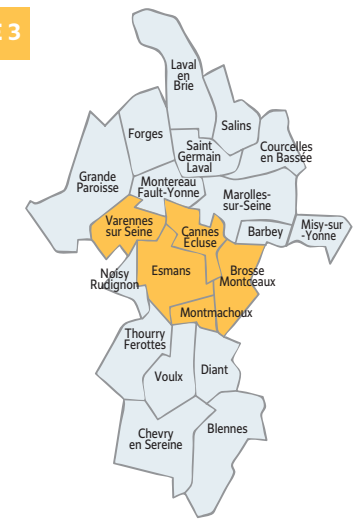 E 3
Laval
en
Brie
Salins
Forges
Saint
Germain
Laval
Courcelles
en Bassée
Grande
Paroisse
Montereau
Fault-Yonne
Marolles-
sur-Seine
Varennes
sur Seine
Cannes
Écluse
Barbey
Misy-sur
-Yonne
Noisy
Rudignon
Esmans
Brosse
Montceaux
Montmachoux
Thourry
Ferottes
Voulx
Diant
Chevry
en Sereine
Blennes